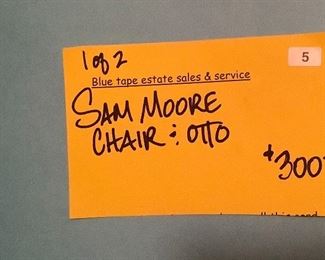 1 of 2
5
Blue tape estate sales & service
SAM MOORE
CHAIR & OTTO
$300